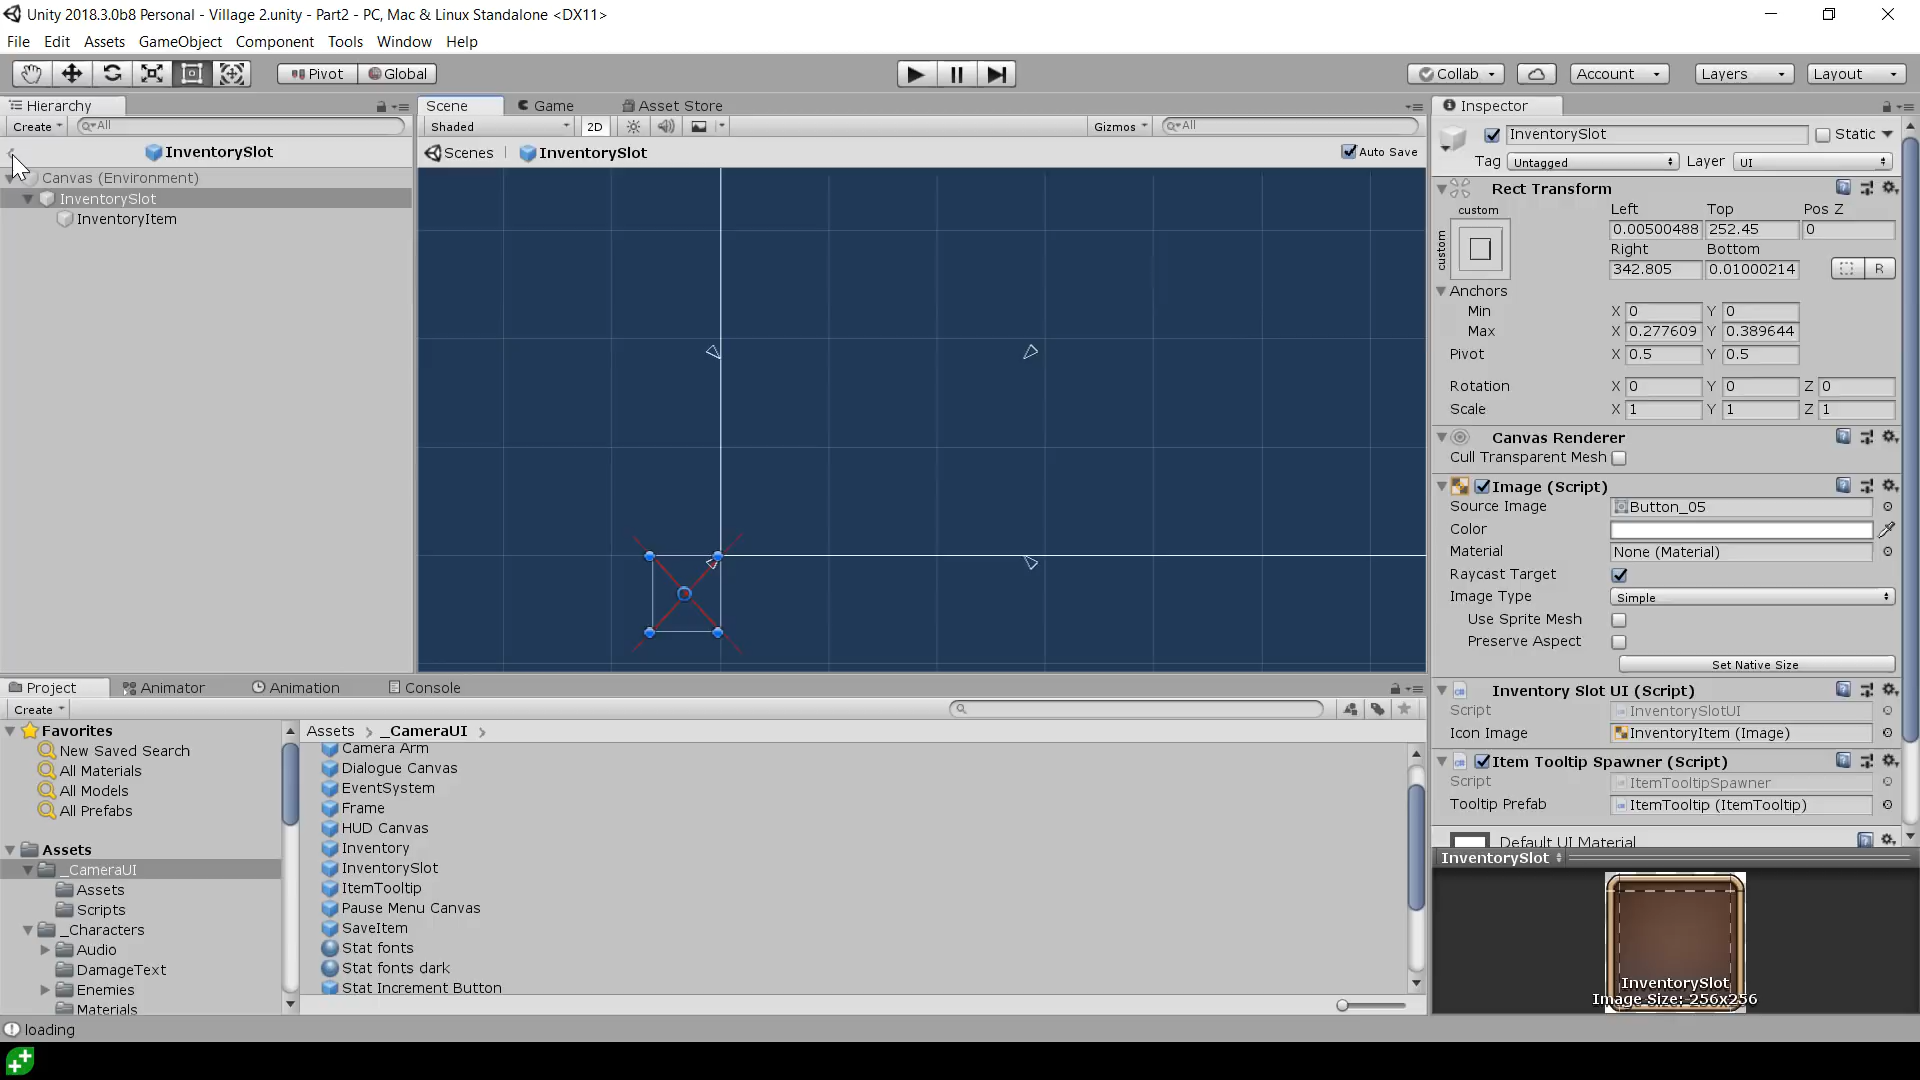 Unity 2018.3.0b8 Personal - Village 2.unity - Part2 - PC, Mac & Linux Standalone <DX11>
File Edit Assets GameObject Component Tools Window Help
Pivot Global Collab Account Layers Layout
Hierarchy
Create All
InventorySlot
Canvas (Environment)
InventorySlot
InventoryItem
Scene Game Asset Store
Shaded 2D Gizmos All
Scenes InventorySlot Auto Save
Inspector
InventorySlot Static
Tag Untagged Layer UI
Rect Transform
custom Left Top Pos Z
custom 0.00500488 252.45 0
Right Bottom
342.805 0.01000214 R
Anchors
Min X 0 Y 0
Max X 0.277609 Y 0.389644
Pivot X 0.5 Y 0.5
Rotation X 0 Y 0 Z 0
Scale X 1 Y 1 Z 1
Canvas Renderer
Cull Transparent Mesh
Image (Script)
Source Image Button_05
Color
Material None (Material)
Raycast Target
Image Type Simple
Use Sprite Mesh
Preserve Aspect
Set Native Size
Inventory Slot UI (Script)
Script InventorySlotUI
Icon Image InventoryItem (Image)
Item Tooltip Spawner (Script)
Script ItemTooltipSpawner
Tooltip Prefab ItemTooltip (ItemTooltip)
Default UI Material
InventorySlot
InventorySlot
Image Size: 256x256
Project Animator Animation Console
Create
Favorites
New Saved Search
All Materials
All Models
All Prefabs
Assets
_CameraUI
Assets
Scripts
_Characters
Audio
DamageText
Enemies
Materials
Assets _CameraUI
Camera Arm
Dialogue Canvas
EventSystem
Frame
HUD Canvas
Inventory
InventorySlot
ItemTooltip
Pause Menu Canvas
SaveItem
Stat fonts
Stat fonts dark
Stat Increment Button
loading